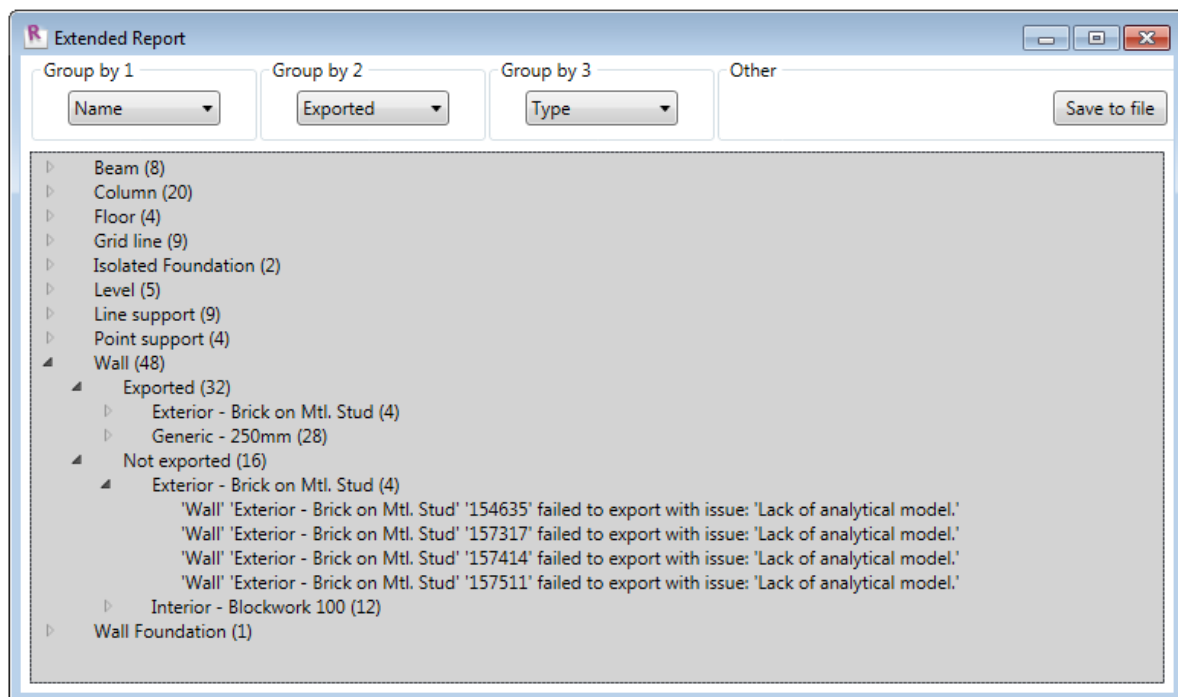 R Extended Report
Group by 1 Group by 2 Group by 3 Other
Name Exported Type Save to file
Beam (8)
Column (20)
Floor (4)
Grid line (9)
Isolated Foundation (2)
Level (5)
Line support (9)
Point support (4)
Wall (48)
Exported (32)
Exterior - Brick on Mtl. Stud (4)
Generic - 250mm (28)
Not exported (16)
Exterior - Brick on Mtl. Stud (4)
'Wall' 'Exterior - Brick on Mtl. Stud' '154635' failed to export with issue: 'Lack of analytical model.'
'Wall' 'Exterior - Brick on Mtl. Stud' '157317' failed to export with issue: 'Lack of analytical model.'
'Wall' 'Exterior - Brick on Mtl. Stud' '157414' failed to export with issue: 'Lack of analytical model.'
'Wall' 'Exterior - Brick on Mtl. Stud' '157511' failed to export with issue: 'Lack of analytical model.'
Interior - Blockwork 100 (12)
Wall Foundation (1)